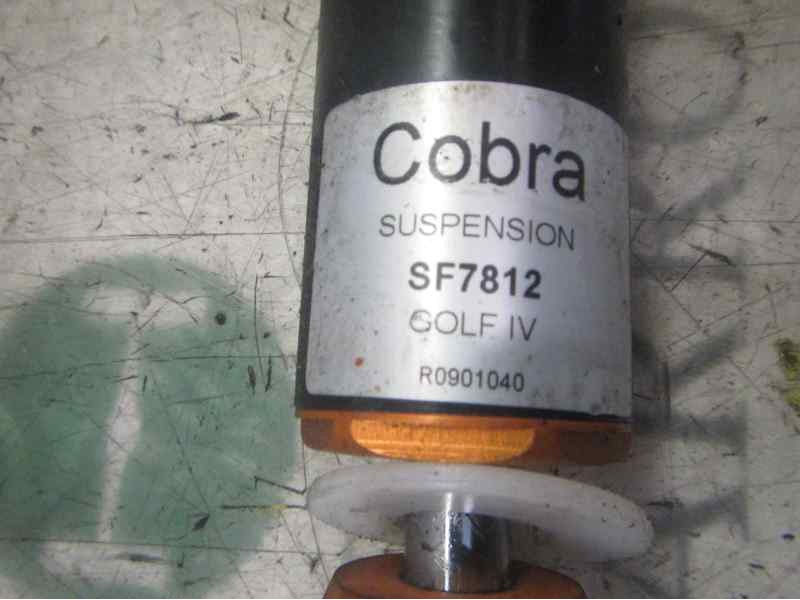 Cobra
SUSPENSION
SF7812
GOLF IV
R0901040